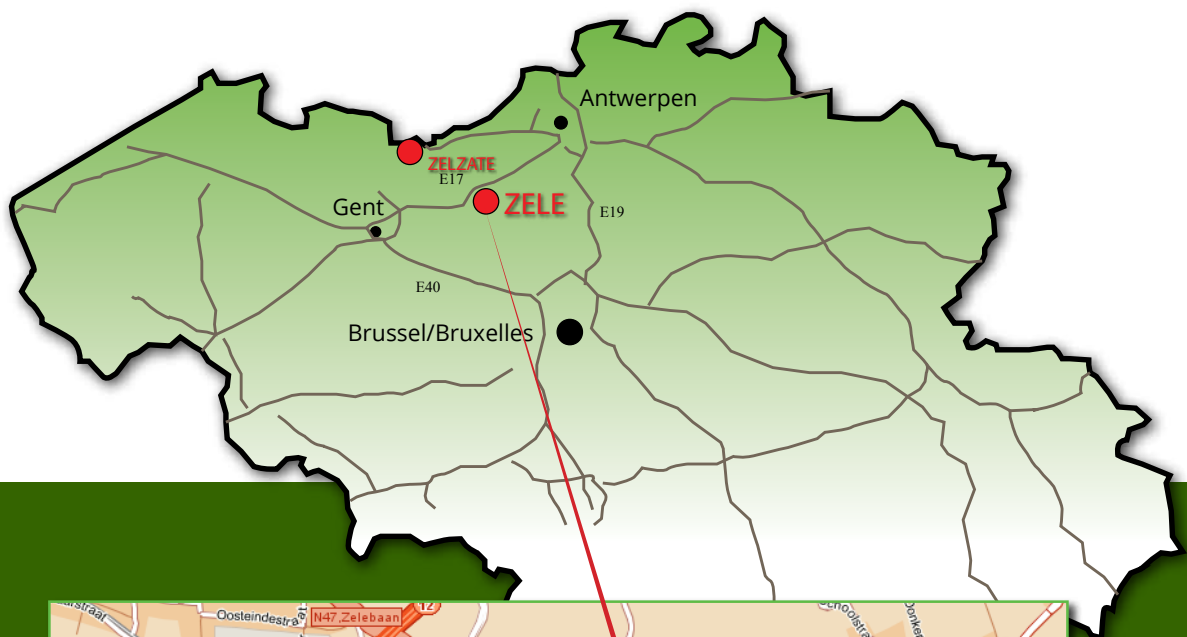 Antwerpen
ZELZATE
E17
Gent
ZELE
E19
E40
Brussel/Bruxelles
12
Oosteindestraat
N47,Zelebaan